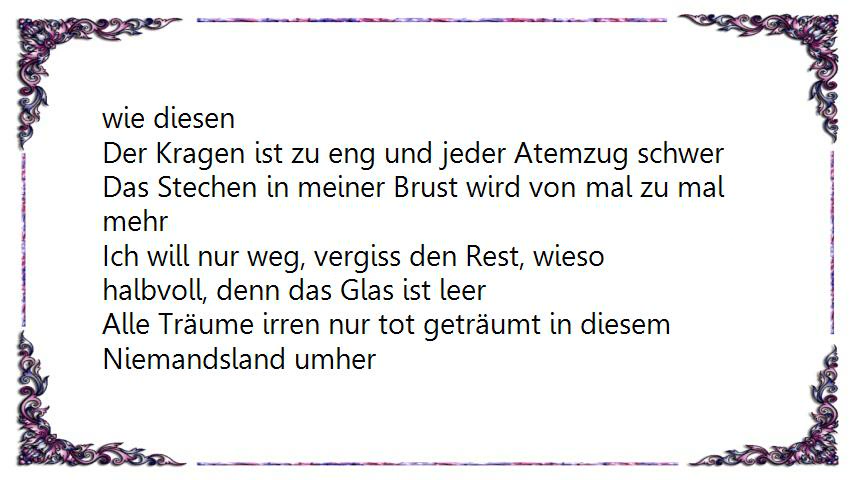 wie diesen
Der Kragen ist zu eng und jeder Atemzug schwer
Das Stechen in meiner Brust wird von mal zu mal
mehr
Ich will nur weg, vergiss den Rest, wieso
halbvoll, denn das Glas ist leer
Alle Träume irren nur tot geträumt in diesem
Niemandsland umher